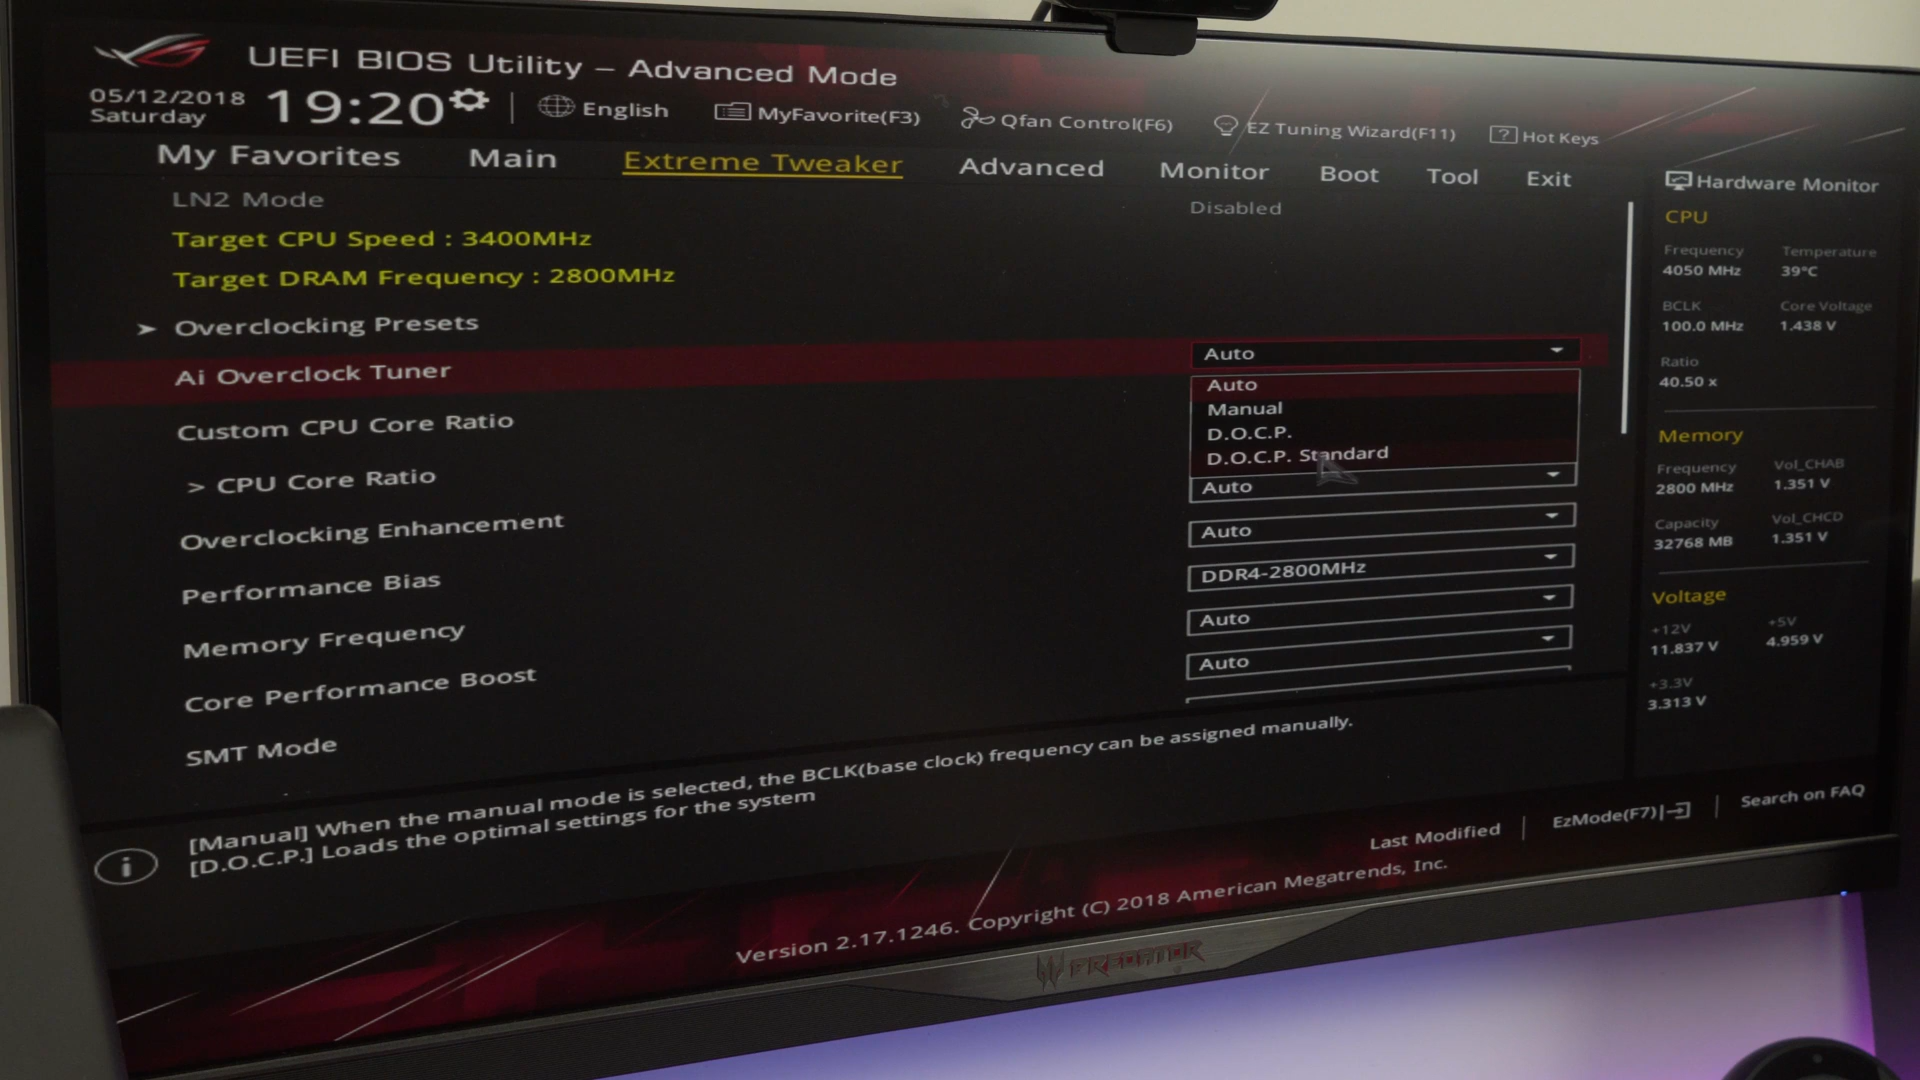 UEFI BIOS Utility – Advanced Mode
05/12/2018
Saturday
19:20
English
MyFavorite(F3)
Qfan Control(F6)
EZ Tuning Wizard(F11)
? Hot Keys
My Favorites Main Extreme Tweaker Advanced Monitor Boot Tool Exit
LN2 Mode Disabled
Target CPU Speed : 3400MHz
Target DRAM Frequency : 2800MHz
> Overclocking Presets
Ai Overclock Tuner Auto
Auto
Manual
D.O.C.P.
D.O.C.P. Standard
Custom CPU Core Ratio
> CPU Core Ratio Auto
Overclocking Enhancement Auto
Performance Bias DDR4-2800MHz
Memory Frequency Auto
Core Performance Boost Auto
SMT Mode
[Manual] When the manual mode is selected, the BCLK(base clock) frequency can be assigned manually.
[D.O.C.P.] Loads the optimal settings for the system
Hardware Monitor
CPU
Frequency Temperature
4050 MHz 39°C
BCLK Core Voltage
100.0 MHz 1.438 V
Ratio
40.50 x
Memory
Frequency Vol_CHAB
2800 MHz 1.351 V
Capacity Vol_CHCD
32768 MB 1.351 V
Voltage
+12V +5V
11.837 V 4.959 V
+3.3V
3.313 V
Last Modified
EzMode(F7)
Search on FAQ
Version 2.17.1246. Copyright (C) 2018 American Megatrends, Inc.
PREDATOR